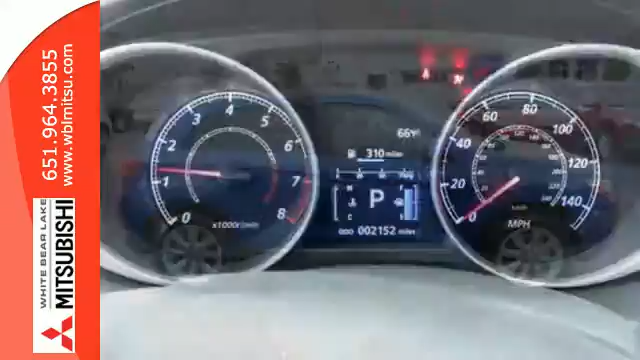 651.964.3855
www.wblmitsu.com
WHITE BEAR LAKE
MITSUBISHI
0 1 2 3 4 5 6 7 8
x1000r/min
66°F
310 miles
P
ODO 002152 miles
0 20 40 60 80 100 120 140
MPH